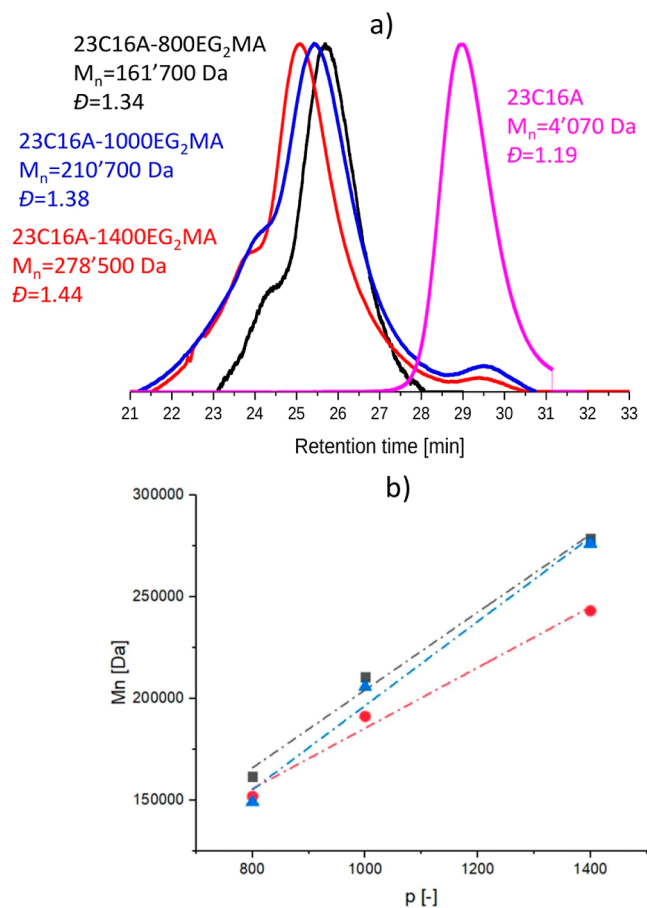 a)
23C16A-800EG₂MA
Mₙ=161’700 Da
Đ=1.34
23C16A-1000EG₂MA
Mₙ=210’700 Da
Đ=1.38
23C16A-1400EG₂MA
Mₙ=278’500 Da
Đ=1.44
23C16A
Mₙ=4’070 Da
Đ=1.19
21 22 23 24 25 26 27 28 29 30 31 32 33
Retention time [min]
b)
300000
250000
200000
150000
Mn [Da]
800 1000 1200 1400
p [-]